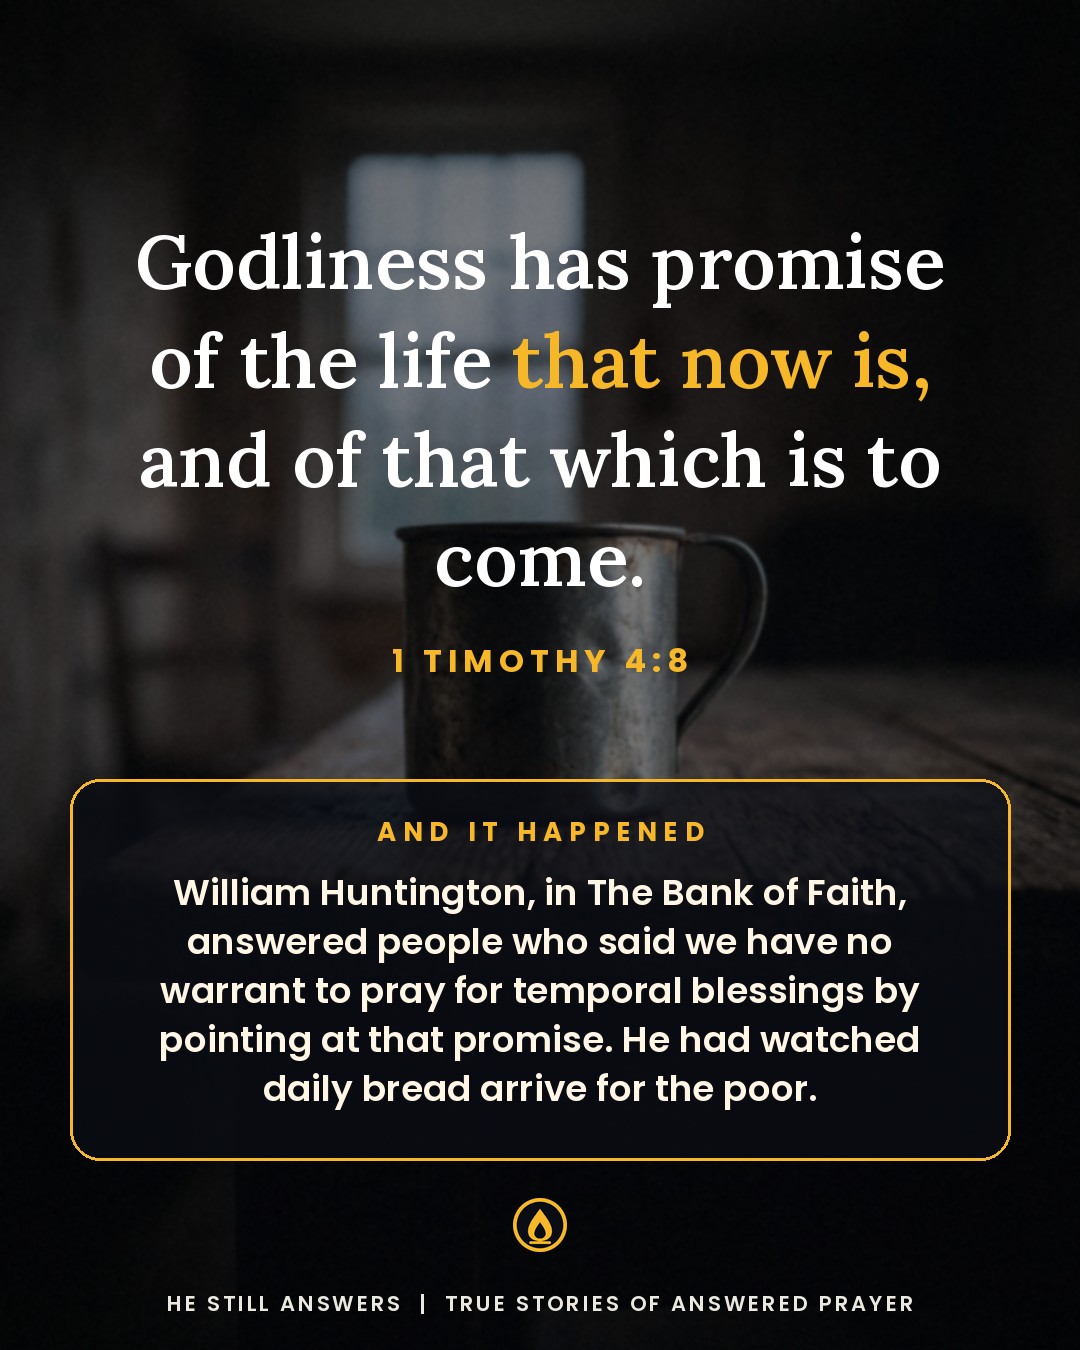 Godliness has promise
of the life that now is,
and of that which is to
come.
1 TIMOTHY 4:8
AND IT HAPPENED
William Huntington, in The Bank of Faith,
answered people who said we have no
warrant to pray for temporal blessings by
pointing at that promise. He had watched
daily bread arrive for the poor.
HE STILL ANSWERS | TRUE STORIES OF ANSWERED PRAYER